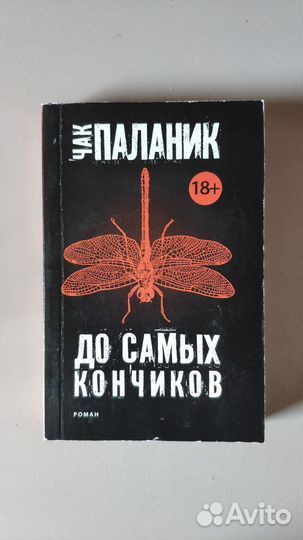 ЧАК
ПАЛАНИК
18+
ДО САМЫХ
КОНЧИКОВ
РОМАН
Avito